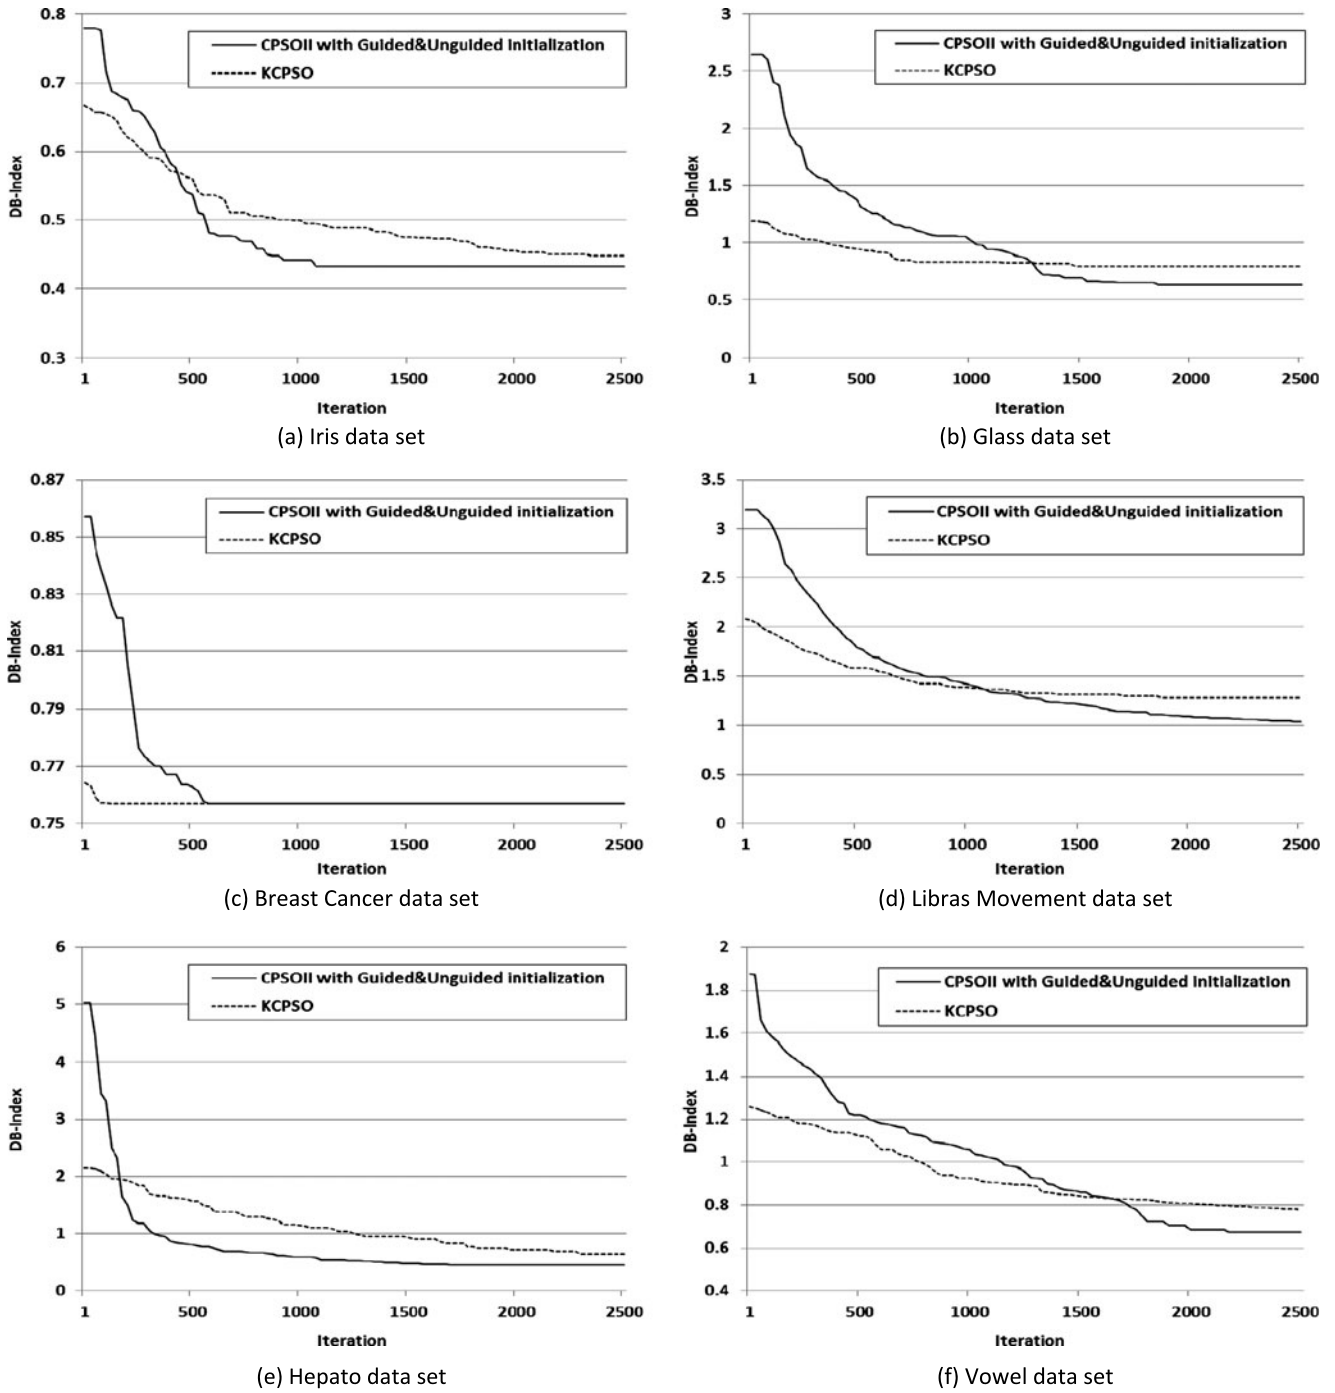 0.8
0.7
0.6
0.5
0.4
0.3
DB-Index
CPSOII with Guided&Unguided initialization
KCPSO
1 500 1000 1500 2000 2500
Iteration
(a) Iris data set
3
2.5
2
1.5
1
0.5
0
DB-Index
CPSOII with Guided&Unguided initialization
KCPSO
1 500 1000 1500 2000 2500
Iteration
(b) Glass data set
0.87
0.85
0.83
0.81
0.79
0.77
0.75
DB-Index
CPSOII with Guided&Unguided initialization
KCPSO
1 500 1000 1500 2000 2500
Iteration
(c) Breast Cancer data set
3.5
3
2.5
2
1.5
1
0.5
0
DB-Index
CPSOII with Guided&Unguided initialization
KCPSO
1 500 1000 1500 2000 2500
Iteration
(d) Libras Movement data set
6
5
4
3
2
1
0
DB-Index
CPSOII with Guided&Unguided initialization
KCPSO
1 500 1000 1500 2000 2500
Iteration
(e) Hepato data set
2
1.8
1.6
1.4
1.2
1
0.8
0.6
0.4
DB-Index
CPSOII with Guided&Unguided initialization
KCPSO
1 500 1000 1500 2000 2500
Iteration
(f) Vowel data set